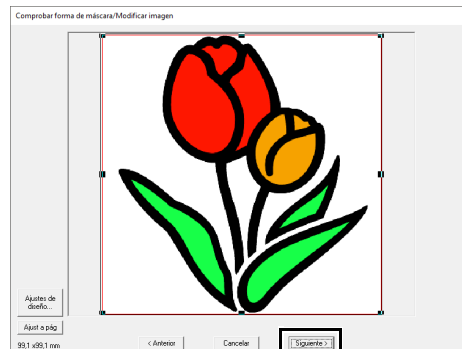 Comprobar forma de máscara/Modificar imagen
Ajustes de
diseño...
Ajust a pág
99,1 x99,1 mm
< Anterior
Cancelar
Siguiente >